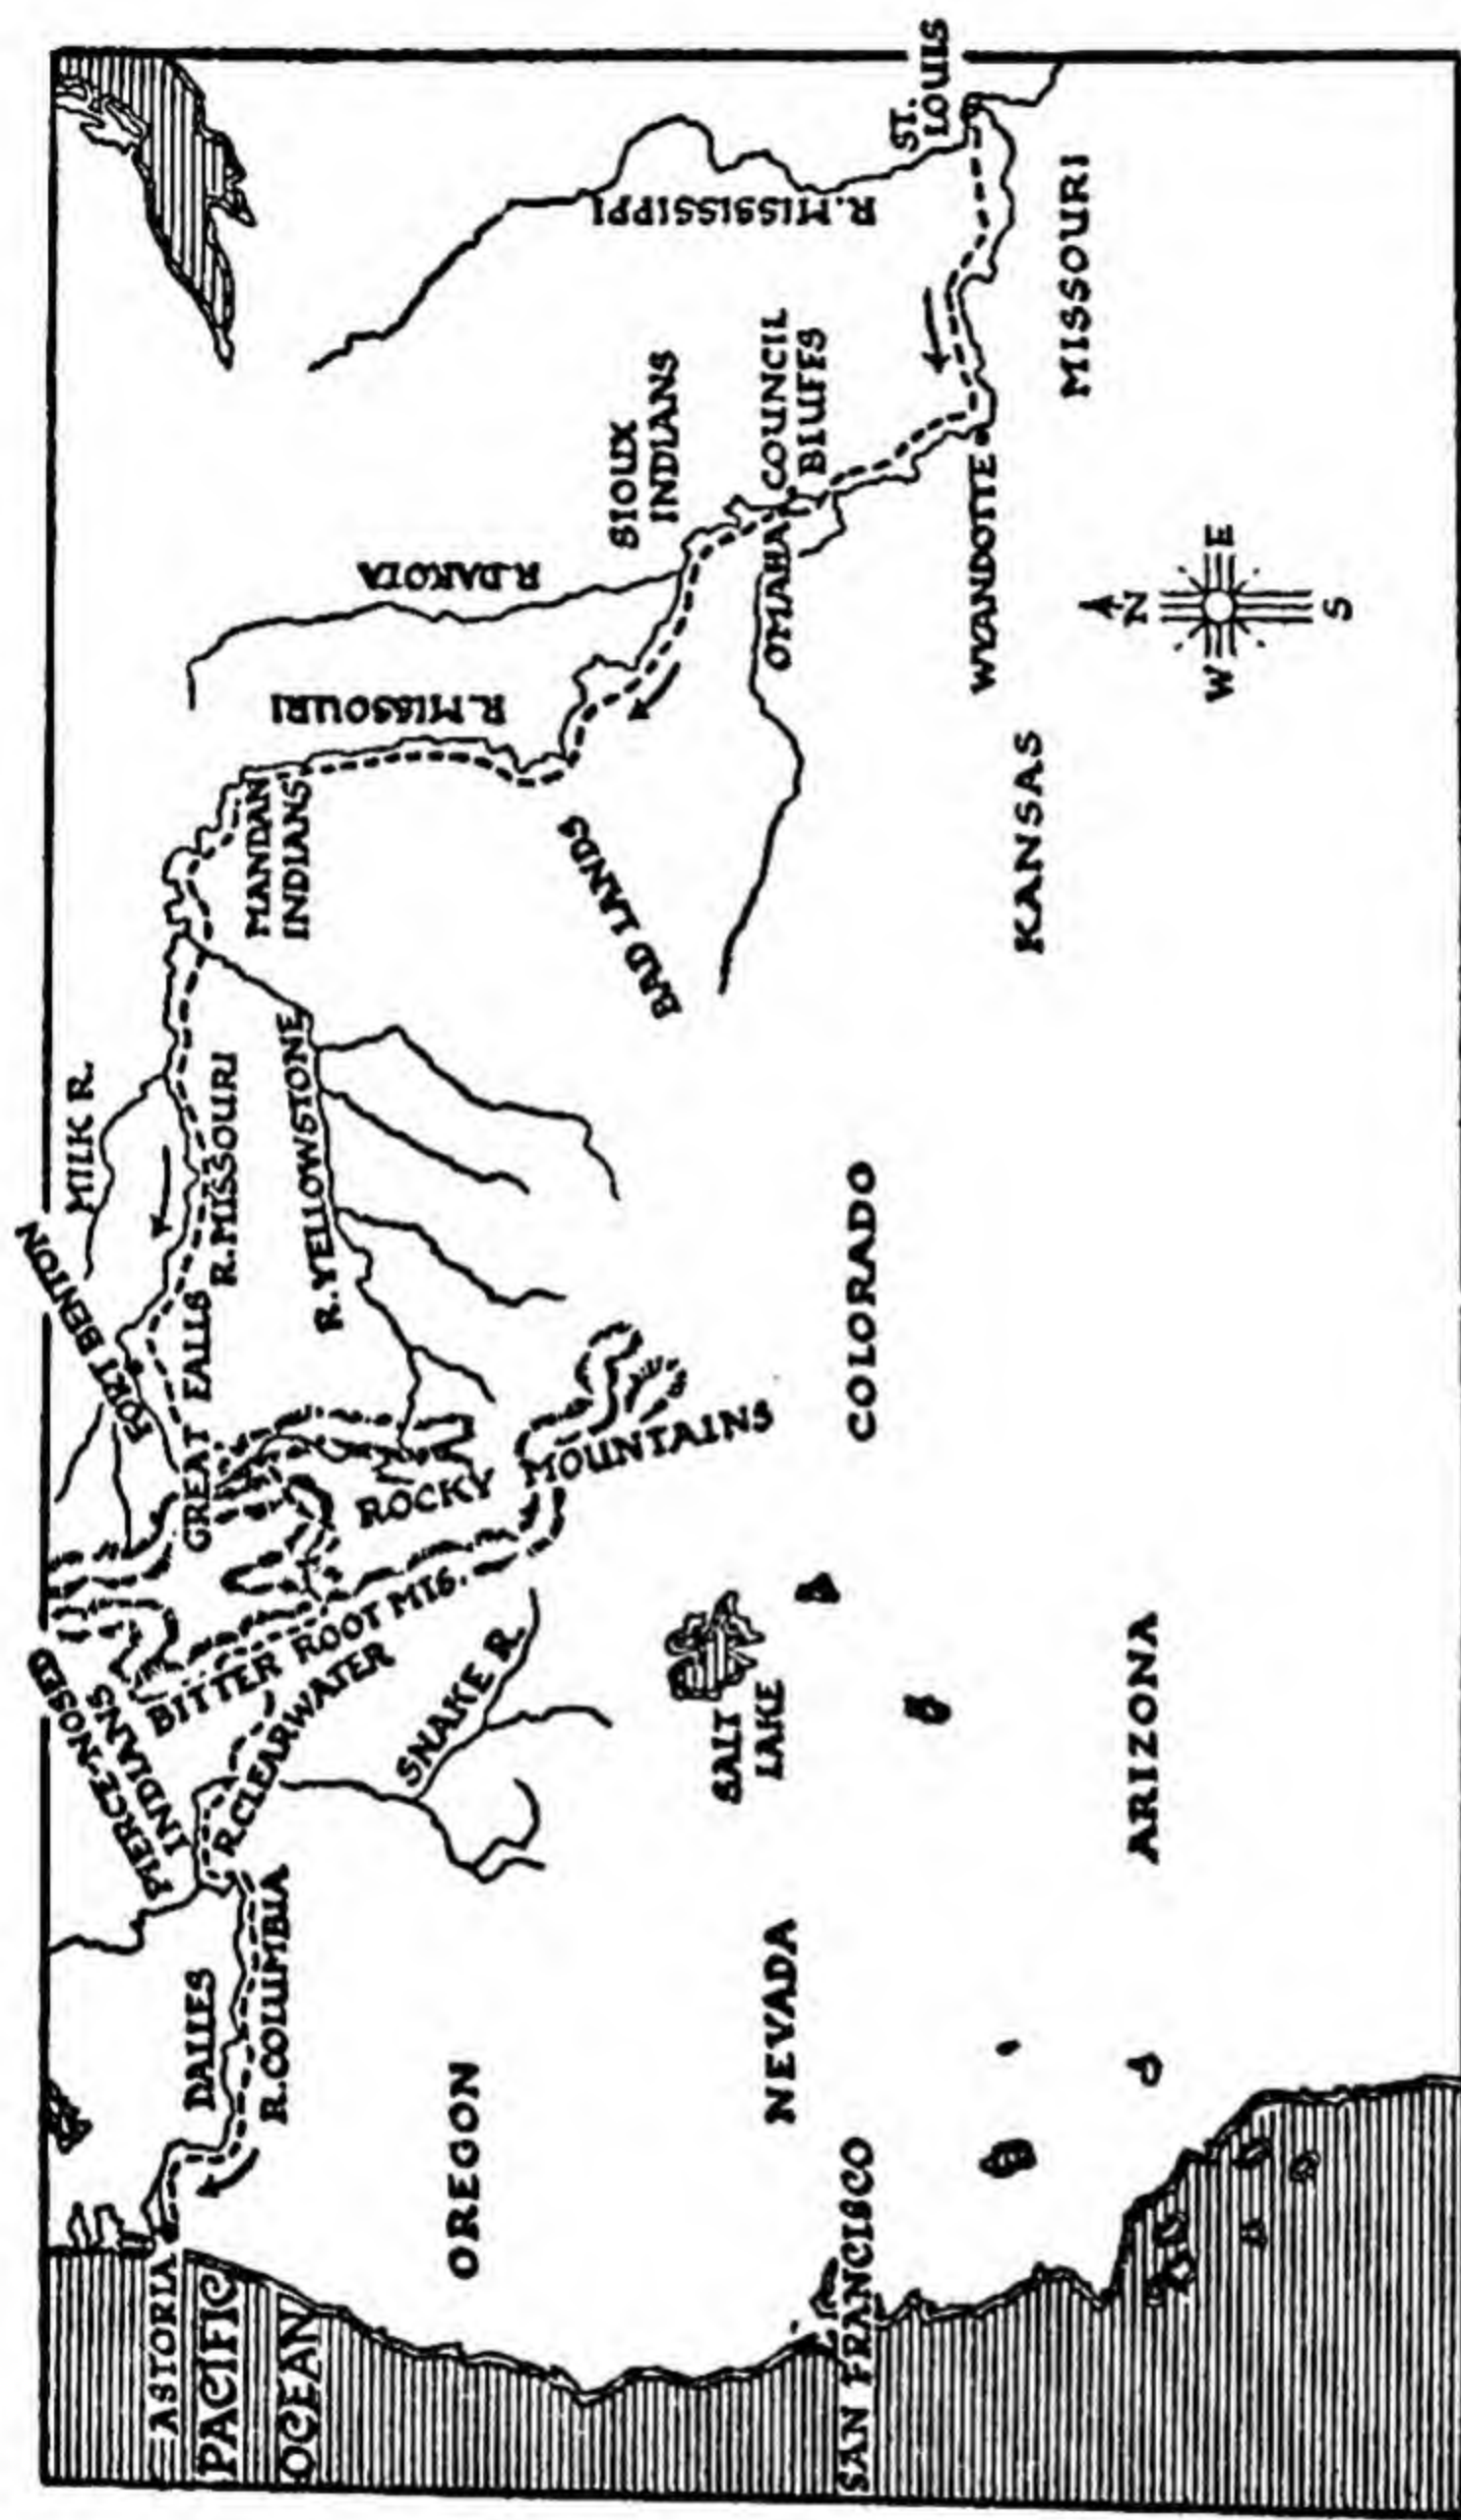 FORT BENTON
MILK R.
PIERCE-NOSED
INDIANS
ASTORIA
PACIFIC
OCEAN
DALLES
R. COLUMBIA
R. CLEARWATER
BITTER ROOT MTS.
GREAT FALLS
R. MISSOURI
MANDAN
INDIANS
R. MISSOURI
R. DAKOTA
R. YELLOWSTONE
ROCKY MOUNTAINS
SNAKE R.
OREGON
BAD LANDS
SIOUX
INDIANS
R. MISSISSIPPI
COUNCIL
BLUFFS
OMAHA
ST.
LOUIS
SALT
LAKE
NEVADA
COLORADO
SAN FRANCISCO
WYANDOTTE
KANSAS
MISSOURI
ARIZONA
N
W E
S